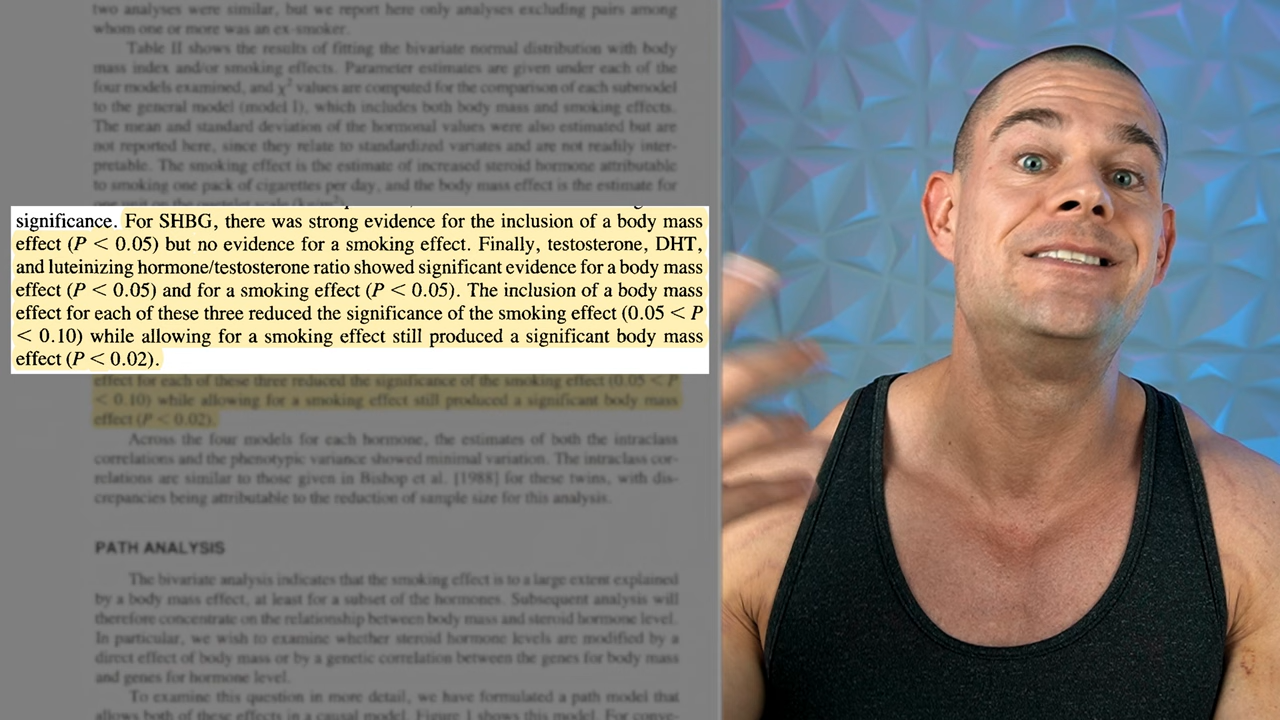 two analyses were similar, but we report here only analyses excluding pairs among
whom one or more was an ex-smoker.
Table II shows the results of fitting the bivariate normal distribution with body
mass index and/or smoking effects. Parameter estimates are given under each of the
four models examined, and χ² values are computed for the comparison of each submodel
to the general model (model I), which includes both body mass and smoking effects.
The mean and standard deviation of the hormonal values were also estimated but are
not reported here, since they relate to standardized variates and are not readily inter-
pretable. The smoking effect is the estimate of increased steroid hormone attributable
to smoking one pack of cigarettes per day, and the body mass effect is the estimate for
significance. For SHBG, there was strong evidence for the inclusion of a body mass
effect (P < 0.05) but no evidence for a smoking effect. Finally, testosterone, DHT,
and luteinizing hormone/testosterone ratio showed significant evidence for a body mass
effect (P < 0.05) and for a smoking effect (P < 0.05). The inclusion of a body mass
effect for each of these three reduced the significance of the smoking effect (0.05 < P
< 0.10) while allowing for a smoking effect still produced a significant body mass
effect (P < 0.02).
effect for each of these three reduced the significance of the smoking effect (0.05 < P
< 0.10) while allowing for a smoking effect still produced a significant body mass
effect (P < 0.02).
Across the four models for each hormone, the estimates of both the intraclass
correlations and the phenotypic variance showed minimal variation. The intraclass cor-
relations are similar to those given in Bishop et al. [1988] for these twins, with dis-
crepancies being attributable to the reduction of sample size for this analysis.
PATH ANALYSIS
The bivariate analysis indicates that the smoking effect is to a large extent explained
by a body mass effect, at least for a subset of the hormones. Subsequent analysis will
therefore concentrate on the relationship between body mass and steroid hormone level.
In particular, we wish to examine whether steroid hormone levels are modified by a
direct effect of body mass or by a genetic correlation between the genes for body mass
and genes for hormone level.
To examine this question in more detail, we have formulated a path model that
allows both of these effects in a causal model. Figure 1 shows this model. For conve-